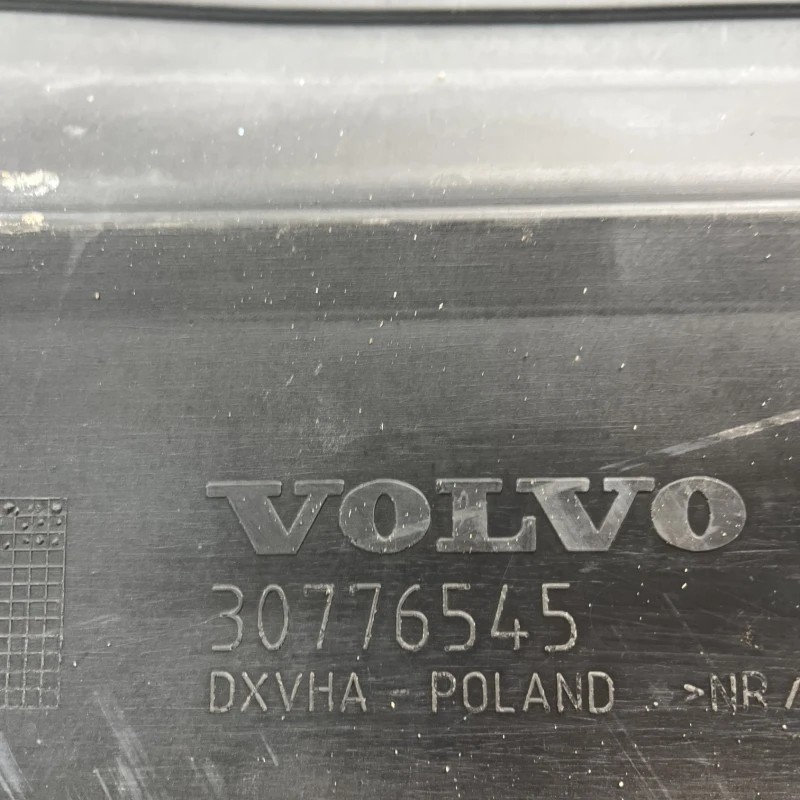 VOLVO
30776545
DXVHA - POLAND >NR/